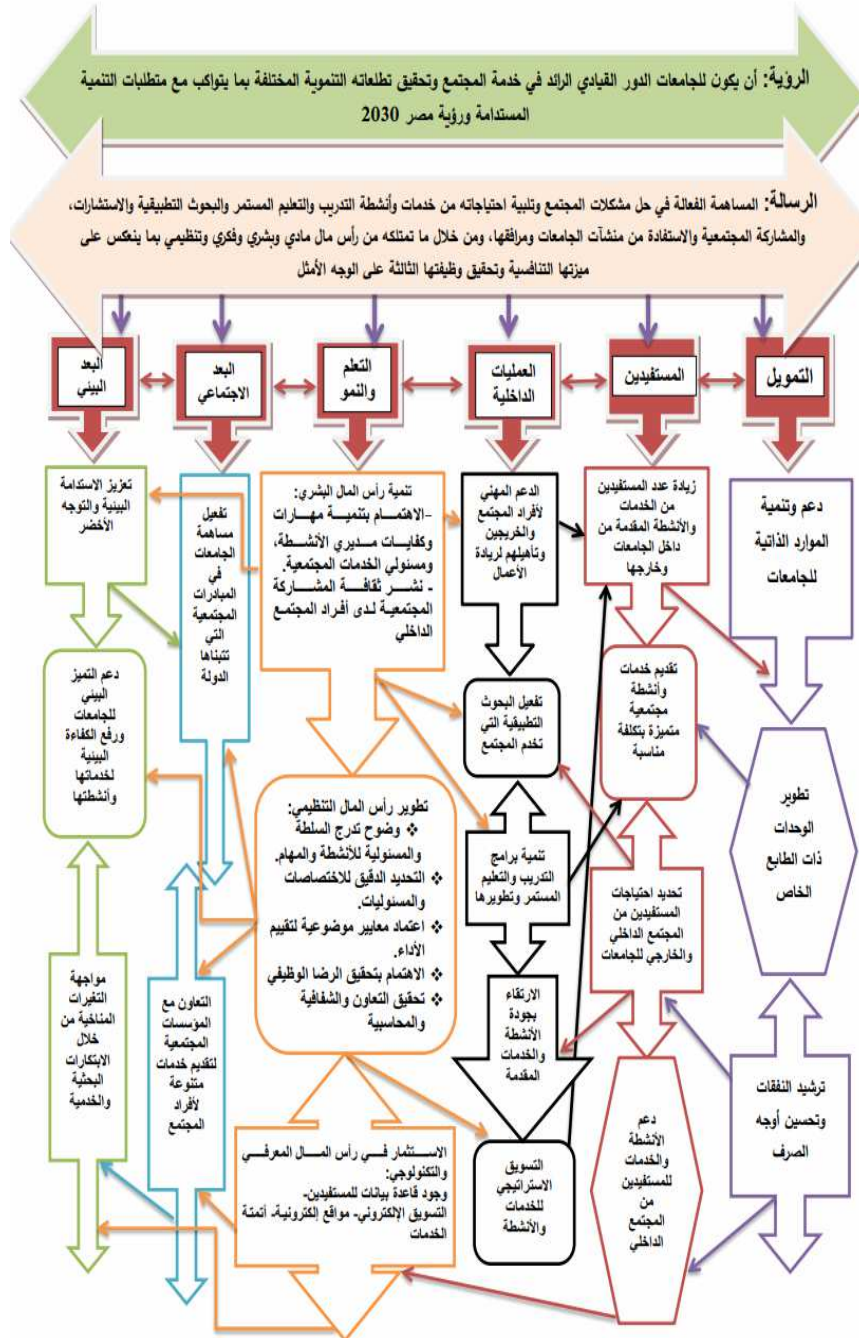 الرؤية: أن يكون للجامعات الدور القيادي الرائد في خدمة المجتمع وتحقيق تطلعاته التنموية المختلفة بما يتواكب مع متطلبات التنمية
المستدامة ورؤية مصر 2030
الرسالة: المساهمة الفعالة في حل مشكلات المجتمع وتلبية احتياجاته من خدمات وأنشطة التدريب والتعليم المستمر والبحوث التطبيقية والاستشارات،
والمشاركة المجتمعية والاستفادة من منشآت الجامعات ومرافقها، ومن خلال ما تمتلكه من رأس مال مادي وبشري وفكري وتنظيمي بما ينعكس على
ميزتها التنافسية وتحقيق وظيفتها الثالثة على الوجه الأمثل
التمويل
المستفيدين
العمليات
الداخلية
التعلم
والنمو
البعد
الاجتماعي
البعد
البيئي
دعم وتنمية
الموارد الذاتية
للجامعات
تطوير
الوحدات
ذات الطابع
الخاص
ترشيد النفقات
وتحسين أوجه
الصرف
زيادة عدد المستفيدين
من الخدمات
والأنشطة المقدمة من
داخل الجامعات
وخارجها
تقديم خدمات
وأنشطة
مجتمعية
متميزة بتكلفة
مناسبة
تحديد احتياجات
المستفيدين من
المجتمع الداخلي
والخارجي للجامعات
دعم
الأنشطة
والخدمات
للمستفيدين
من
المجتمع
الداخلي
الدعم المهني
لأفراد المجتمع
والخريجين
وتأهيلهم لريادة
الأعمال
تفعيل البحوث
التطبيقية التي
تخدم المجتمع
تنمية برامج
التدريب والتعليم
المستمر وتطويرها
الارتقاء
بجودة
الأنشطة
والخدمات
المقدمة
التسويق
الاستراتيجي
للخدمات
والأنشطة
تنمية رأس المال البشري:
-الاهتمام بتنمية مهارات
وكفايات مديري الأنشطة،
ومسئولي الخدمات المجتمعية.
- نشر ثقافة المشاركة
المجتمعية لدى أفراد المجتمع
الداخلي
تطوير رأس المال التنظيمي:
❖ وضوح تدرج السلطة
والمسئولية للأنشطة والمهام.
❖ التحديد الدقيق للاختصاصات
والمسئوليات.
❖ اعتماد معايير موضوعية لتقييم
الأداء.
❖ الاهتمام بتحقيق الرضا الوظيفي
❖ تحقيق التعاون والشفافية
والمحاسبية
الاستثمار في رأس المال المعرفي
والتكنولوجي:
وجود قاعدة بيانات للمستفيدين-
التسويق الإلكتروني- مواقع إلكترونية- أتمتة
الخدمات
تفعيل
مساهمة
الجامعات
في
المبادرات
المجتمعية
التي
تتبناها
الدولة
التعاون مع
المؤسسات
المجتمعية
لتقديم خدمات
متنوعة
لأفراد
المجتمع
تعزيز الاستدامة
البيئية والتوجه
الأخضر
دعم التميز
البيئي
للجامعات
ورفع الكفاءة
البيئية
لخدماتها
وأنشطتها
مواجهة
التغيرات
المناخية من
خلال
الابتكارات
البحثية
والخدمية